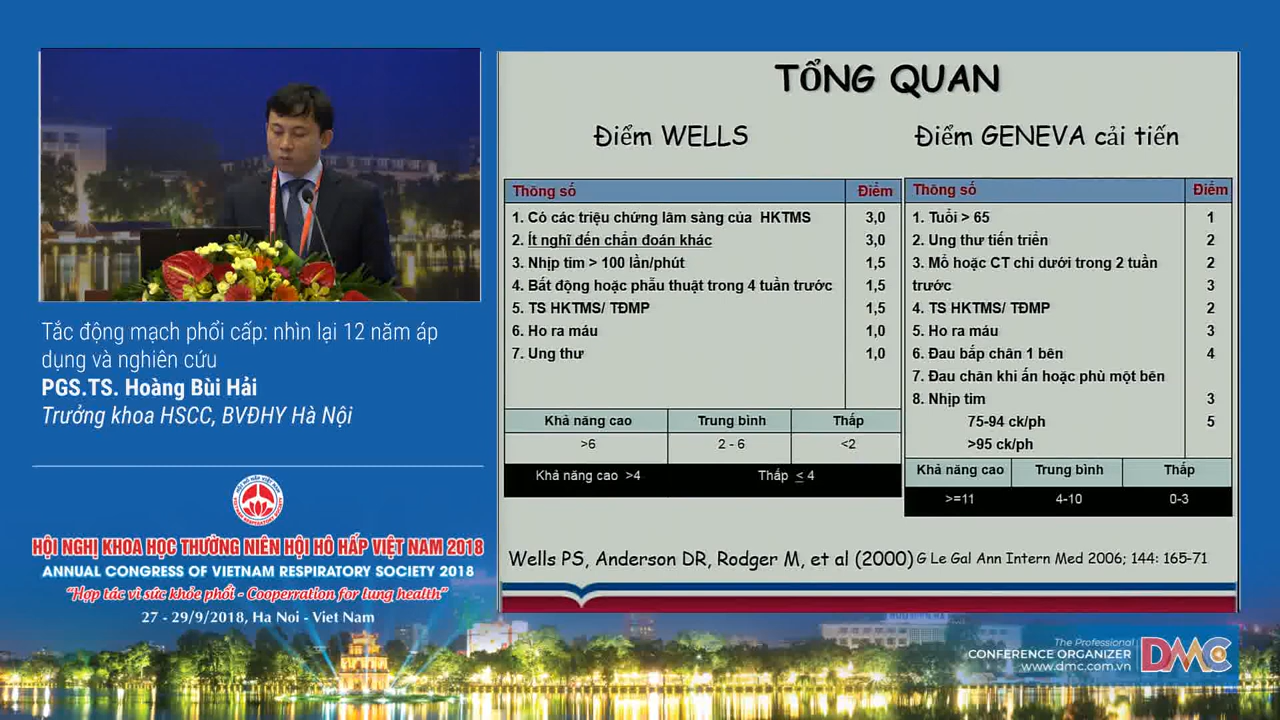 TỔNG QUAN
Điểm WELLS
Thông số Điểm
1. Có các triệu chứng lâm sàng của HKTMS 3,0
2. Ít nghĩ đến chẩn đoán khác 3,0
3. Nhịp tim > 100 lần/phút 1,5
4. Bất động hoặc phẫu thuật trong 4 tuần trước 1,5
5. TS HKTMS/ TĐMP 1,5
6. Ho ra máu 1,0
7. Ung thư 1,0
Khả năng cao Trung bình Thấp
>6 2 - 6 <2
Khả năng cao >4 Thấp ≤ 4
Wells PS, Anderson DR, Rodger M, et al (2000)
Điểm GENEVA cải tiến
Thông số Điểm
1. Tuổi > 65 1
2. Ung thư tiến triển 2
3. Mổ hoặc CT chi dưới trong 2 tuần 2
trước 3
4. TS HKTMS/ TĐMP 2
5. Ho ra máu 3
6. Đau bắp chân 1 bên 4
7. Đau chân khi ấn hoặc phù một bên
8. Nhịp tim 3
75-94 ck/ph 5
>95 ck/ph
Khả năng cao Trung bình Thấp
>=11 4-10 0-3
G Le Gal Ann Intern Med 2006; 144: 165-71
Tắc động mạch phổi cấp: nhìn lại 12 năm áp
dụng và nghiên cứu
PGS.TS. Hoàng Bùi Hải
Trưởng khoa HSCC, BVĐHY Hà Nội
HỘI NGHỊ KHOA HỌC THƯỜNG NIÊN HỘI HÔ HẤP VIỆT NAM 2018
ANNUAL CONGRESS OF VIETNAM RESPIRATORY SOCIETY 2018
"Hợp tác vì sức khỏe phổi - Cooperration for lung health"
27 - 29/9/2018, Ha Noi - Viet Nam
The Professional
CONFERENCE ORGANIZER
www.dmc.com.vn
DMC